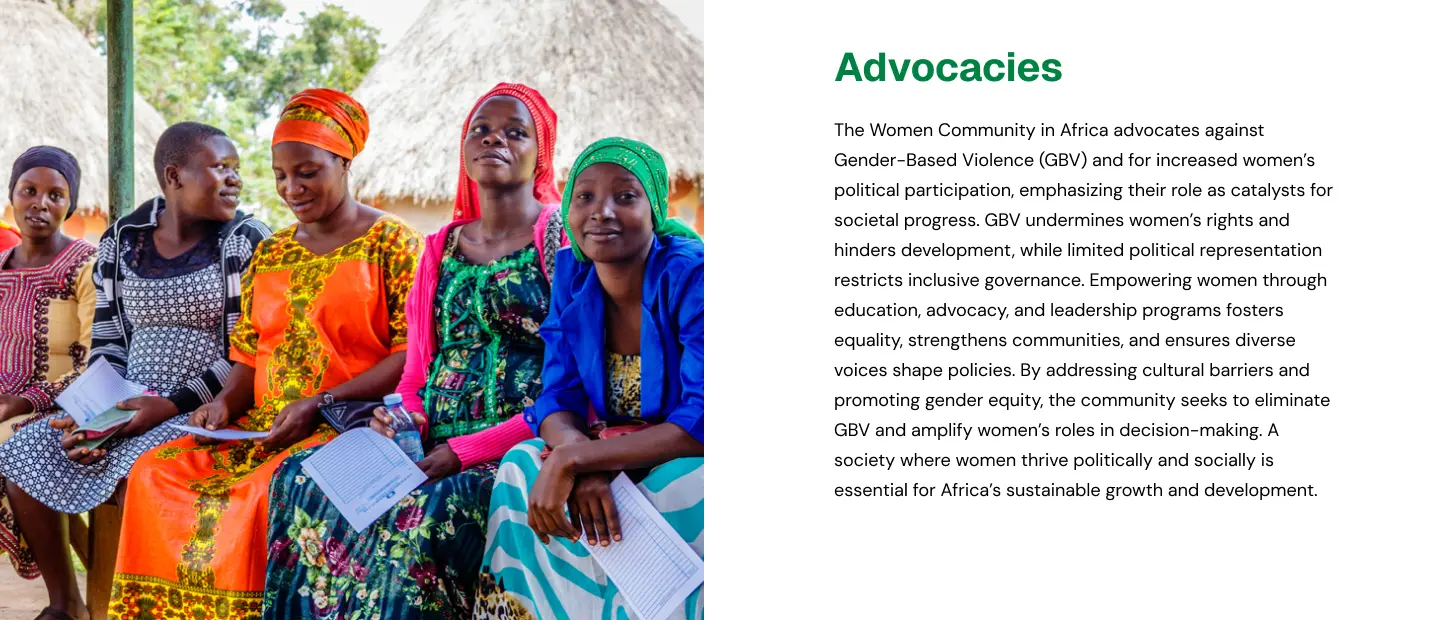 Advocacies
The Women Community in Africa advocates against
Gender-Based Violence (GBV) and for increased women’s
political participation, emphasizing their role as catalysts for
societal progress. GBV undermines women’s rights and
hinders development, while limited political representation
restricts inclusive governance. Empowering women through
education, advocacy, and leadership programs fosters
equality, strengthens communities, and ensures diverse
voices shape policies. By addressing cultural barriers and
promoting gender equity, the community seeks to eliminate
GBV and amplify women’s roles in decision-making. A
society where women thrive politically and socially is
essential for Africa’s sustainable growth and development.